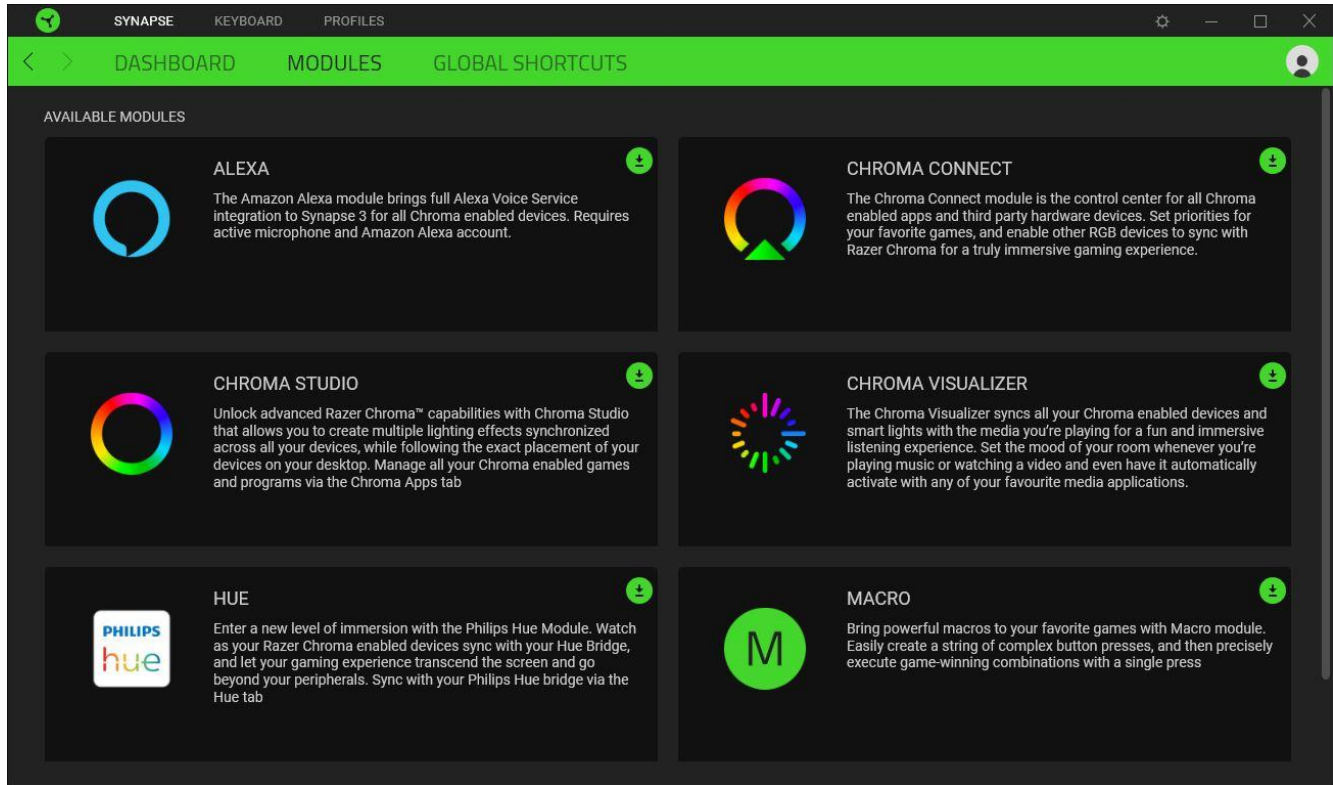 SYNAPSE KEYBOARD PROFILES
DASHBOARD MODULES GLOBAL SHORTCUTS
AVAILABLE MODULES
ALEXA
The Amazon Alexa module brings full Alexa Voice Service
integration to Synapse 3 for all Chroma enabled devices. Requires
active microphone and Amazon Alexa account.
CHROMA CONNECT
The Chroma Connect module is the control center for all Chroma
enabled apps and third party hardware devices. Set priorities for
your favorite games, and enable other RGB devices to sync with
Razer Chroma for a truly immersive gaming experience.
CHROMA STUDIO
Unlock advanced Razer Chroma™ capabilities with Chroma Studio
that allows you to create multiple lighting effects synchronized
across all your devices, while following the exact placement of your
devices on your desktop. Manage all your Chroma enabled games
and programs via the Chroma Apps tab
CHROMA VISUALIZER
The Chroma Visualizer syncs all your Chroma enabled devices and
smart lights with the media you're playing for a fun and immersive
listening experience. Set the mood of your room whenever you're
playing music or watching a video and even have it automatically
activate with any of your favourite media applications.
PHILIPS
hue
HUE
Enter a new level of immersion with the Philips Hue Module. Watch
as your Razer Chroma enabled devices sync with your Hue Bridge,
and let your gaming experience transcend the screen and go
beyond your peripherals. Sync with your Philips Hue bridge via the
Hue tab
M
MACRO
Bring powerful macros to your favorite games with Macro module.
Easily create a string of complex button presses, and then precisely
execute game-winning combinations with a single press